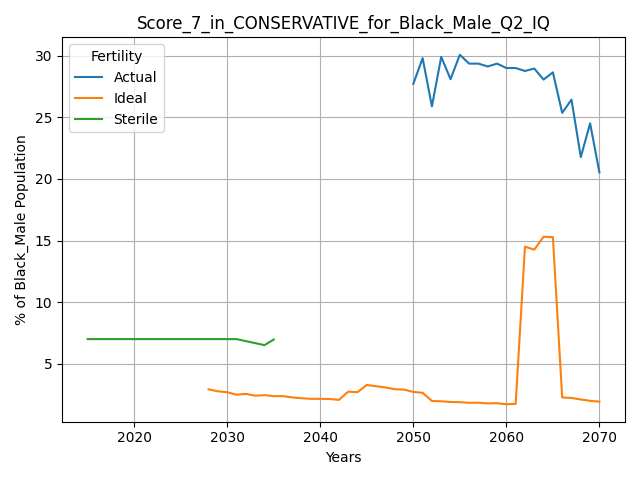 Score_7_in_CONSERVATIVE_for_Black_Male_Q2_IQ
Fertility
Actual
Ideal
Sterile
% of Black_Male Population
30
25
20
15
10
5
2020 2030 2040 2050 2060 2070
Years